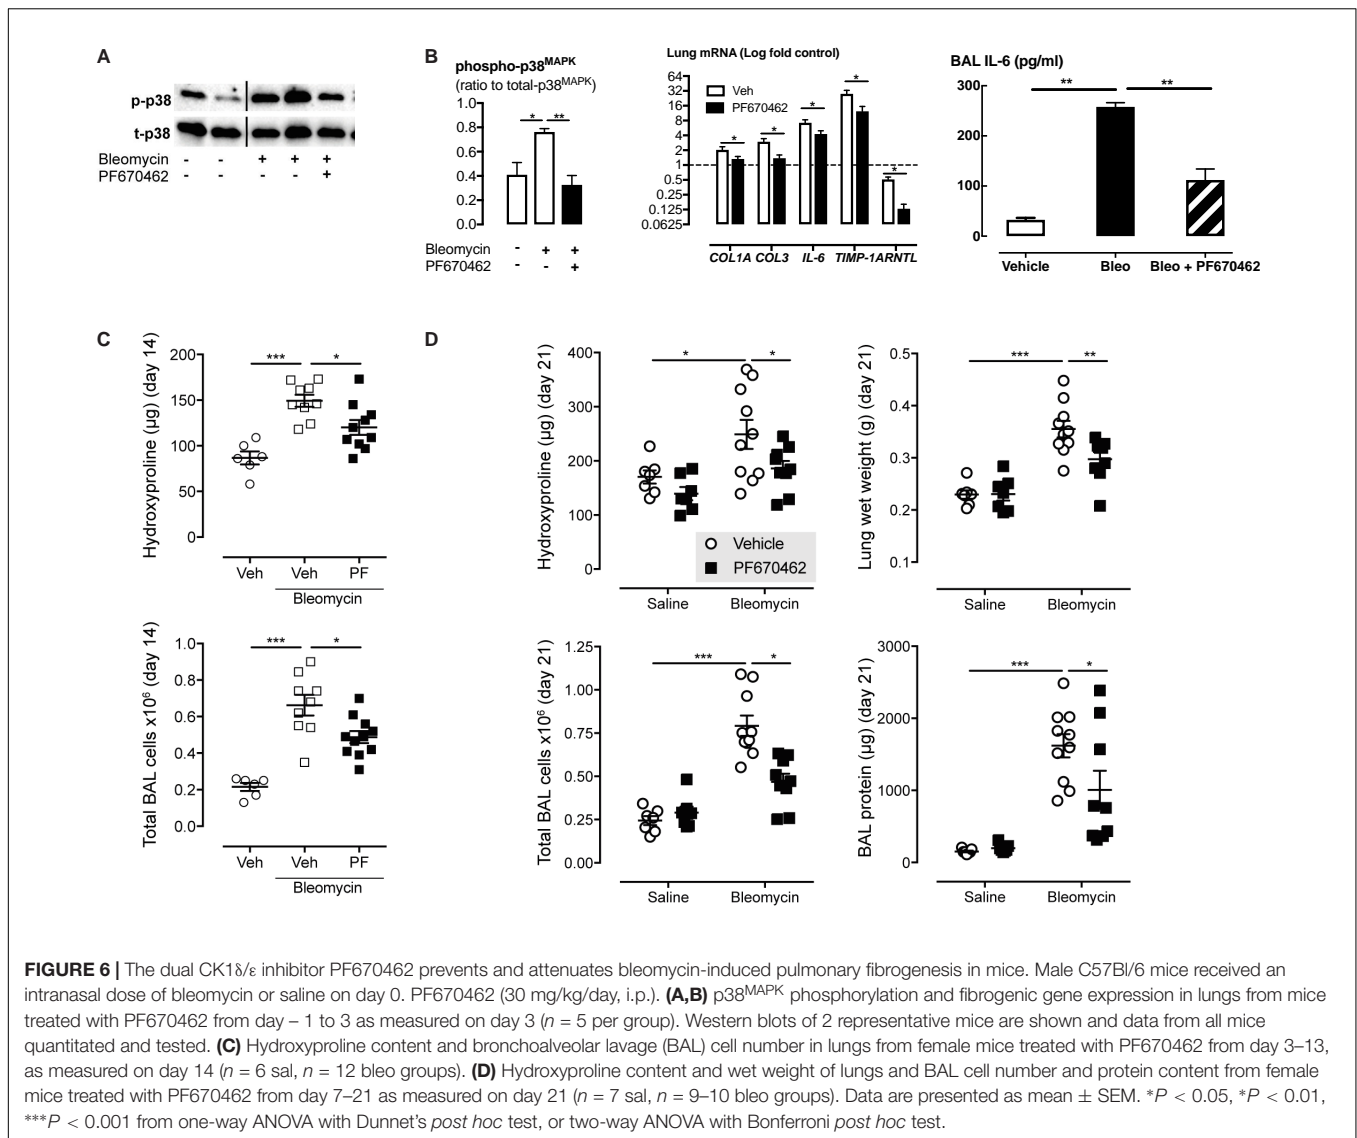 A
p-p38
t-p38
Bleomycin - - + + +
PF670462 - - - - +
B
phospho-p38MAPK
(ratio to total-p38MAPK)
1.0
0.8
0.6
0.4
0.2
0.0
* **
Bleomycin - + +
PF670462 - - +
Lung mRNA (Log fold control)
64
32
16
8
4
2
1
0.5
0.25
0.125
0.0625
Veh
PF670462
* * * * *
COL1A COL3 IL-6 TIMP-1 ARNTL
BAL IL-6 (pg/ml)
300
200
100
0
** **
Vehicle Bleo Bleo + PF670462
C
Hydroxyproline (µg) (day 14)
200
150
100
50
0
*** *
Veh Veh PF
Bleomycin
Total BAL cells x10⁶ (day 14)
1.0
0.8
0.6
0.4
0.2
0.0
*** *
Veh Veh PF
Bleomycin
D
Hydroxyproline (µg) (day 21)
400
300
200
100
0
* *
Vehicle
PF670462
Saline Bleomycin
Lung wet weight (g) (day 21)
0.5
0.4
0.3
0.2
0.1
*** **
Saline Bleomycin
Total BAL cells x10⁶ (day 21)
1.25
1.00
0.75
0.50
0.25
0.00
*** *
Saline Bleomycin
BAL protein (µg) (day 21)
3000
2000
1000
0
*** *
Saline Bleomycin
FIGURE 6 | The dual CK1δ/ε inhibitor PF670462 prevents and attenuates bleomycin-induced pulmonary fibrogenesis in mice. Male C57Bl/6 mice received an
intranasal dose of bleomycin or saline on day 0. PF670462 (30 mg/kg/day, i.p.). (A,B) p38MAPK phosphorylation and fibrogenic gene expression in lungs from mice
treated with PF670462 from day – 1 to 3 as measured on day 3 (n = 5 per group). Western blots of 2 representative mice are shown and data from all mice
quantitated and tested. (C) Hydroxyproline content and bronchoalveolar lavage (BAL) cell number in lungs from female mice treated with PF670462 from day 3–13,
as measured on day 14 (n = 6 sal, n = 12 bleo groups). (D) Hydroxyproline content and wet weight of lungs and BAL cell number and protein content from female
mice treated with PF670462 from day 7–21 as measured on day 21 (n = 7 sal, n = 9–10 bleo groups). Data are presented as mean ± SEM. *P < 0.05, *P < 0.01,
***P < 0.001 from one-way ANOVA with Dunnet's post hoc test, or two-way ANOVA with Bonferroni post hoc test.